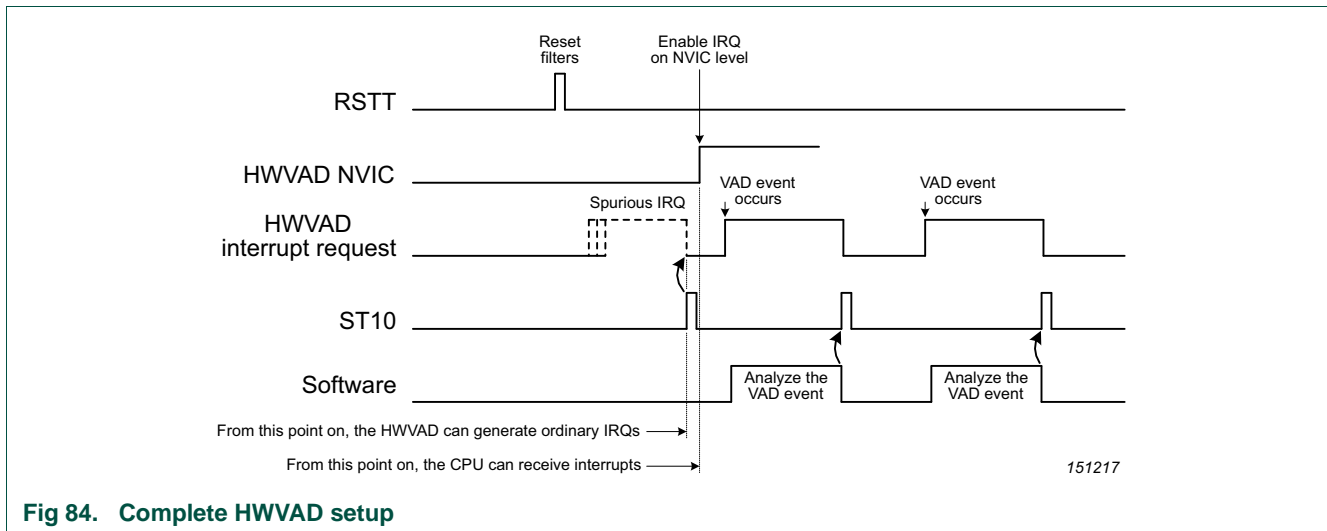 Reset
filters
Enable IRQ
on NVIC level
RSTT
HWVAD NVIC
VAD event
occurs
VAD event
occurs
Spurious IRQ
HWVAD
interrupt request
ST10
Software
Analyze the
VAD event
Analyze the
VAD event
From this point on, the HWVAD can generate ordinary IRQs
From this point on, the CPU can receive interrupts
151217
Fig 84. Complete HWVAD setup